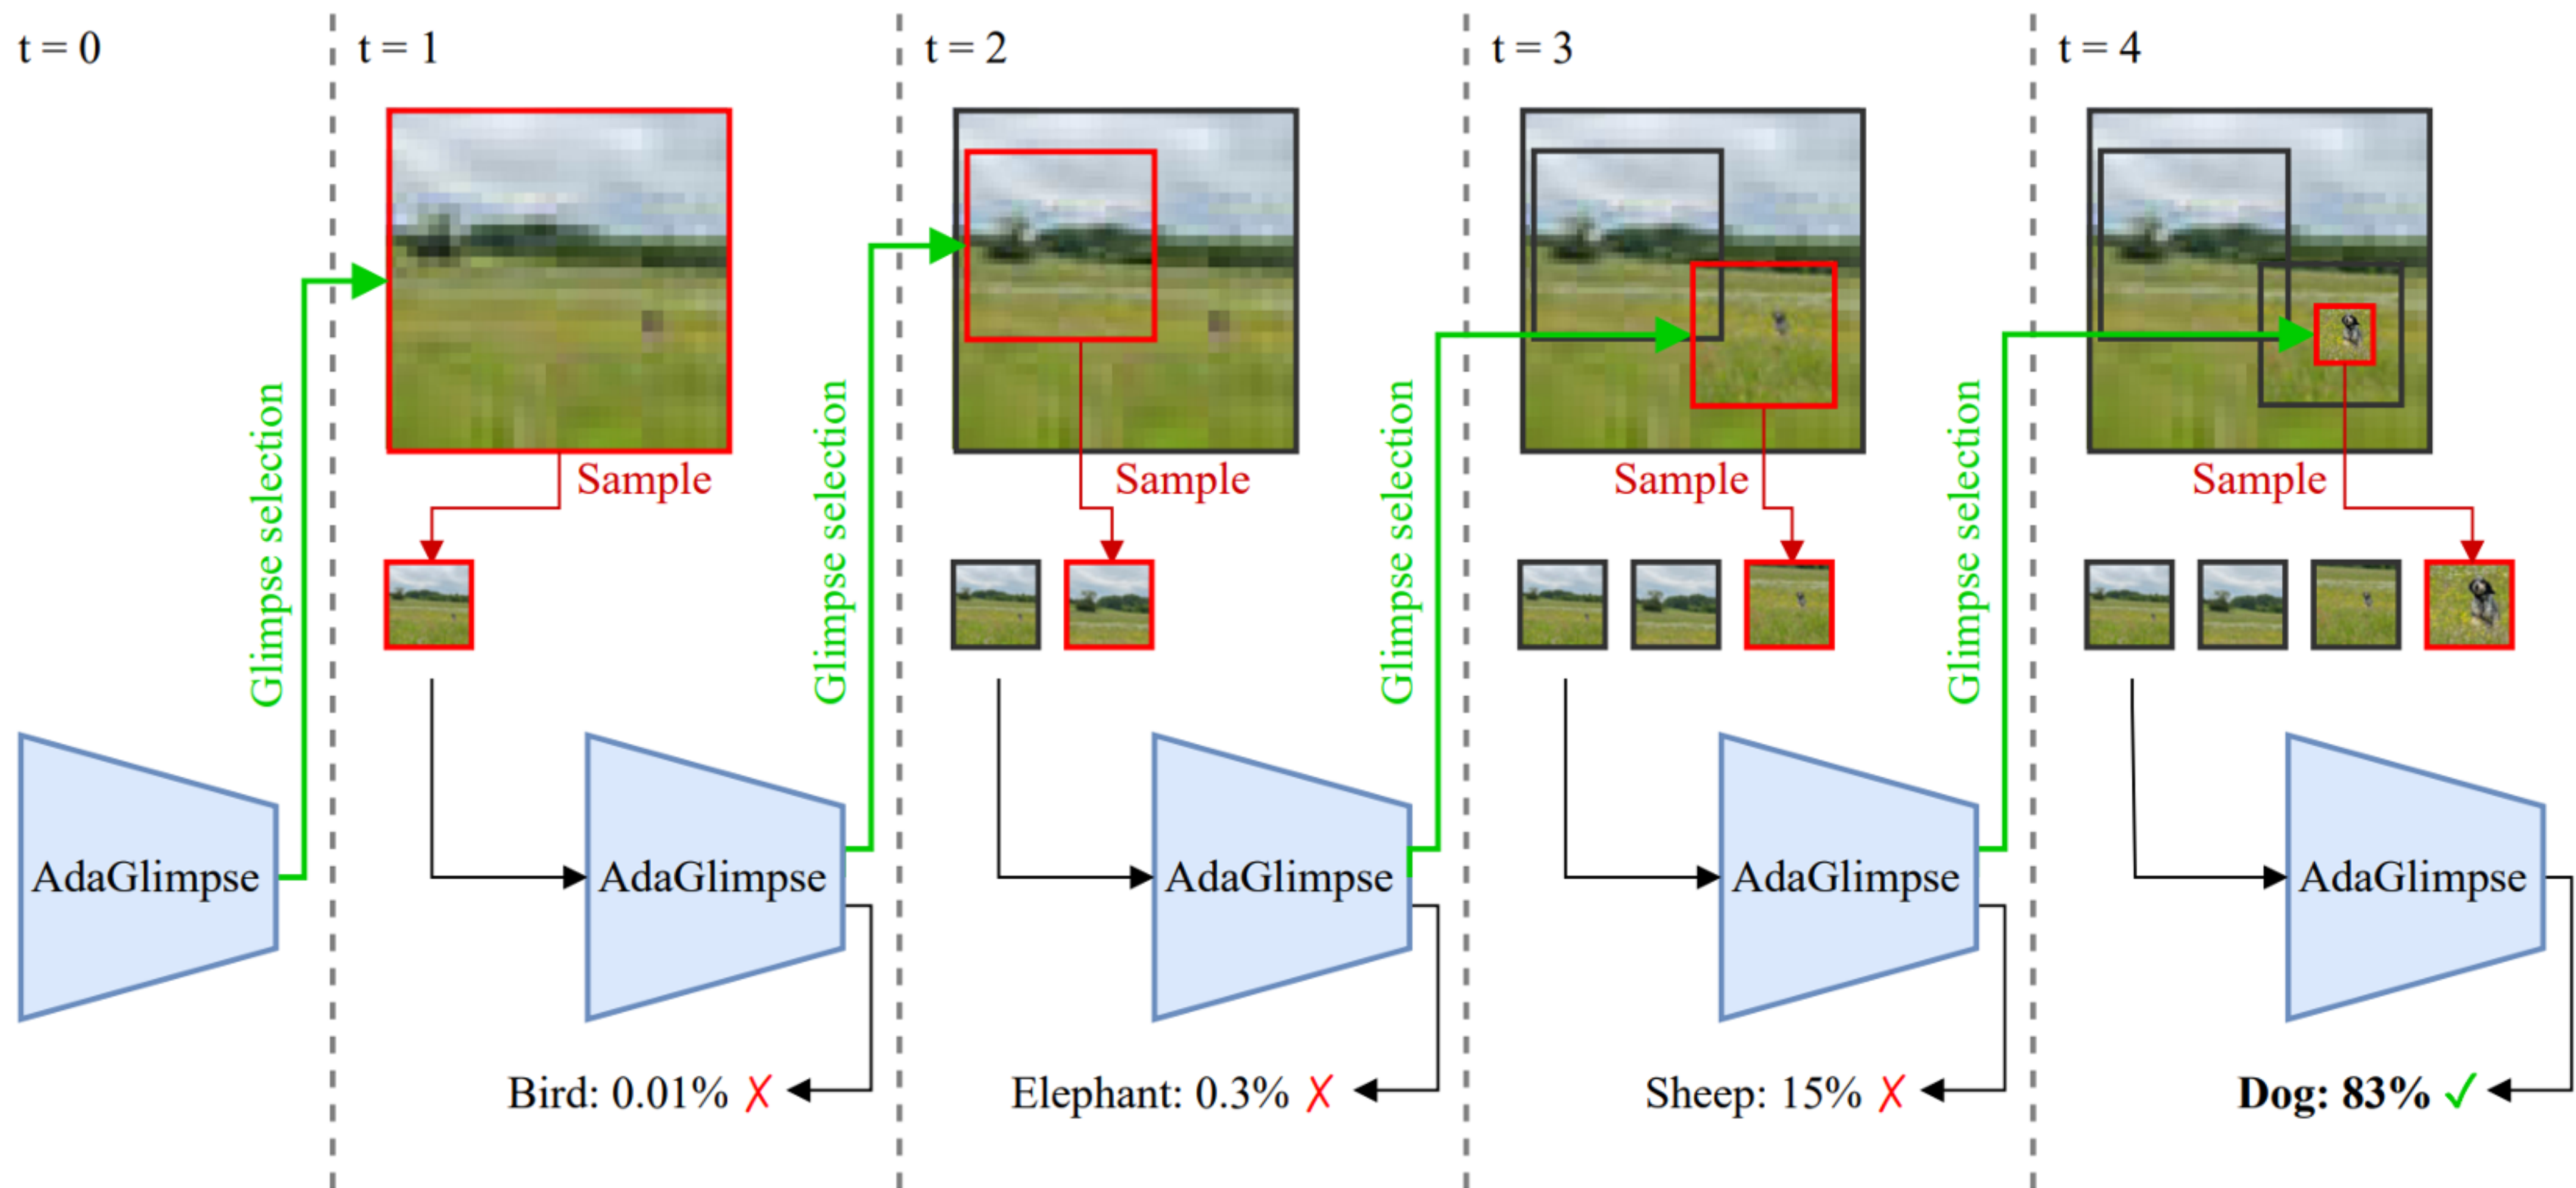 t = 0
t = 1
t = 2
t = 3
t = 4
Sample
Sample
Sample
Sample
Glimpse selection
Glimpse selection
Glimpse selection
Glimpse selection
AdaGlimpse
AdaGlimpse
AdaGlimpse
AdaGlimpse
AdaGlimpse
Bird: 0.01% ✗
Elephant: 0.3% ✗
Sheep: 15% ✗
Dog: 83% ✓